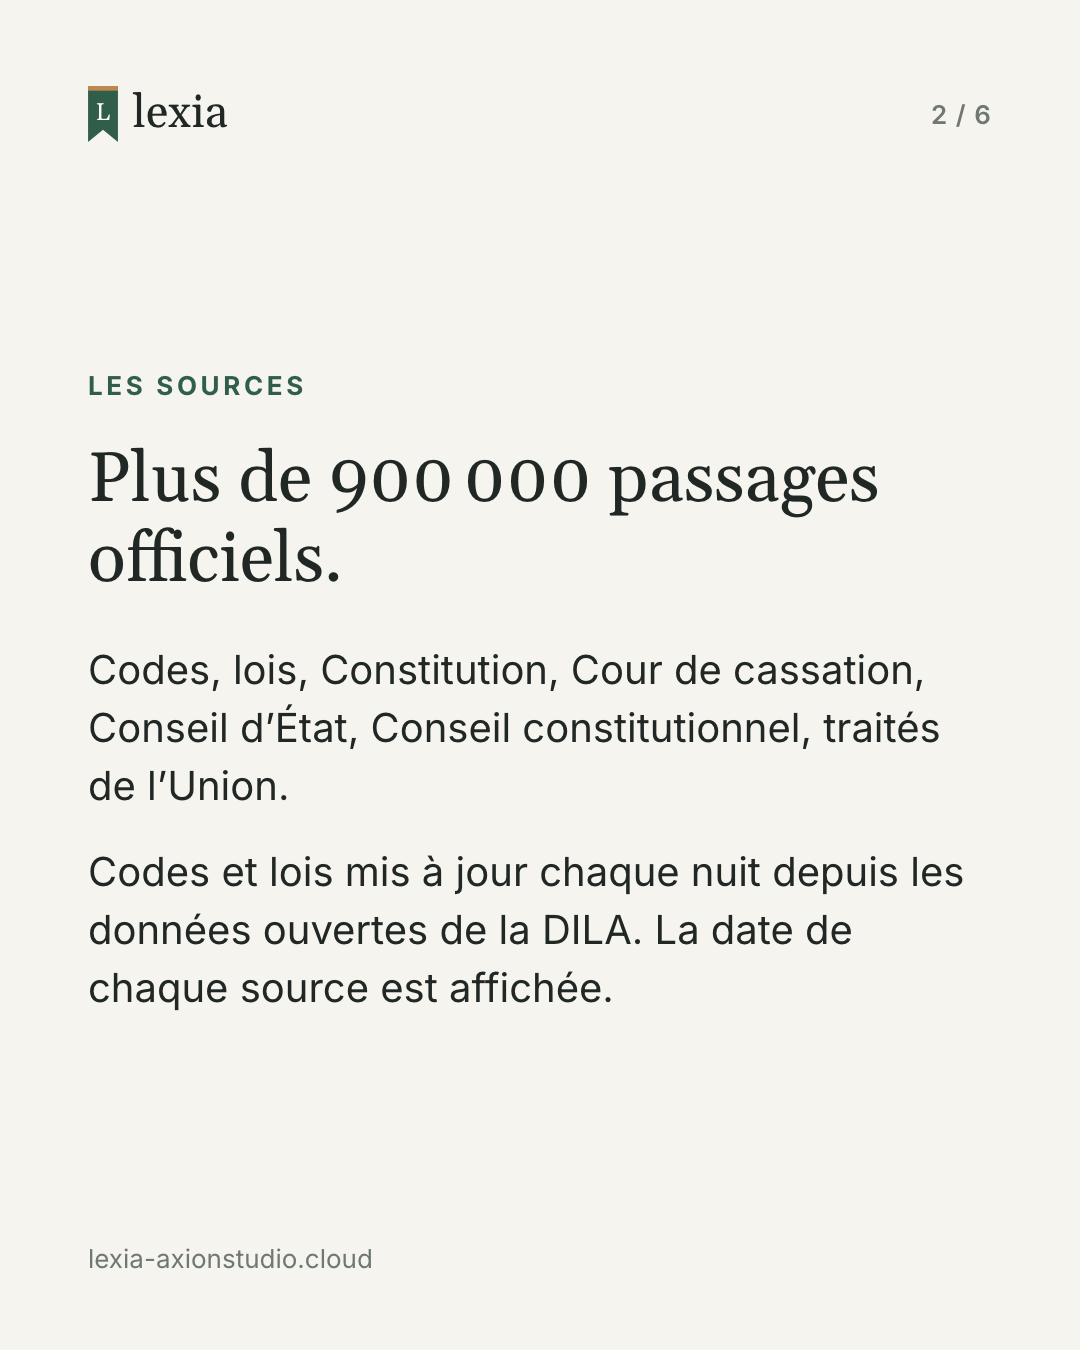 L lexia
2 / 6
LES SOURCES
Plus de 900 000 passages
officiels.
Codes, lois, Constitution, Cour de cassation,
Conseil d’État, Conseil constitutionnel, traités
de l’Union.
Codes et lois mis à jour chaque nuit depuis les
données ouvertes de la DILA. La date de
chaque source est affichée.
lexia-axionstudio.cloud